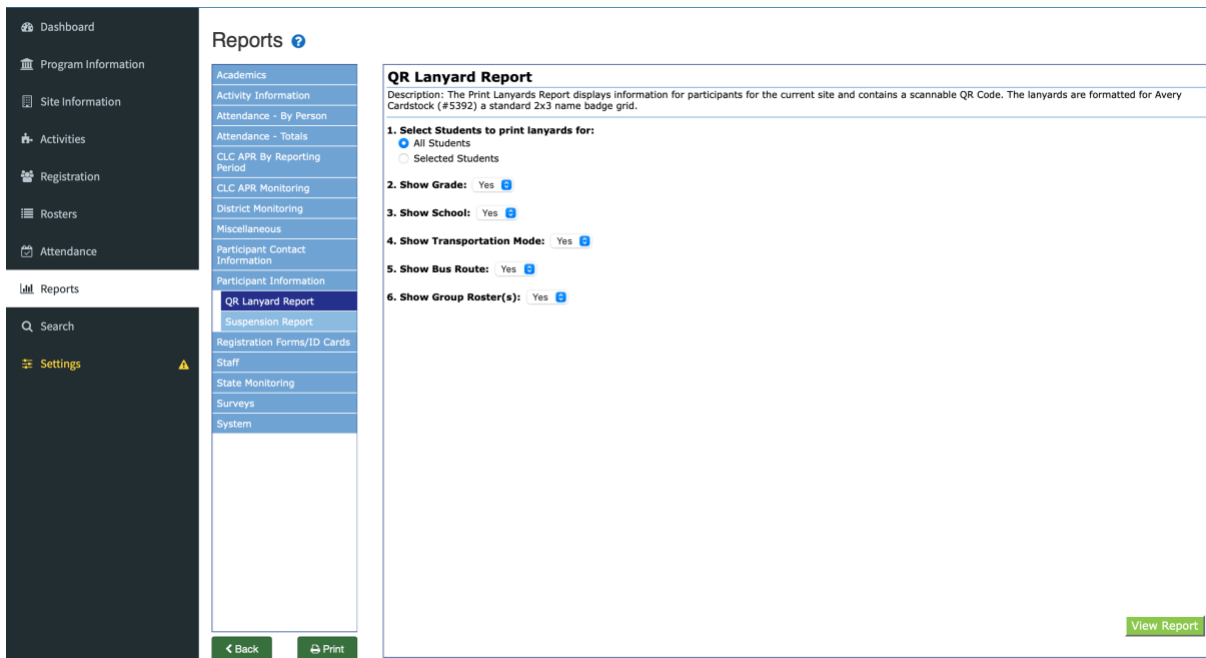 Dashboard
Program Information
Site Information
Activities
Registration
Rosters
Attendance
Reports
Search
Settings
Reports ?
Academics
Activity Information
Attendance - By Person
Attendance - Totals
CLC APR By Reporting
Period
CLC APR Monitoring
District Monitoring
Miscellaneous
Participant Contact
Information
Participant Information
QR Lanyard Report
Suspension Report
Registration Forms/ID Cards
Staff
State Monitoring
Surveys
System
Back
Print
QR Lanyard Report
Description: The Print Lanyards Report displays information for participants for the current site and contains a scannable QR Code. The lanyards are formatted for Avery
Cardstock (#5392) a standard 2x3 name badge grid.
1. Select Students to print lanyards for:
All Students
Selected Students
2. Show Grade: Yes
3. Show School: Yes
4. Show Transportation Mode: Yes
5. Show Bus Route: Yes
6. Show Group Roster(s): Yes
View Report